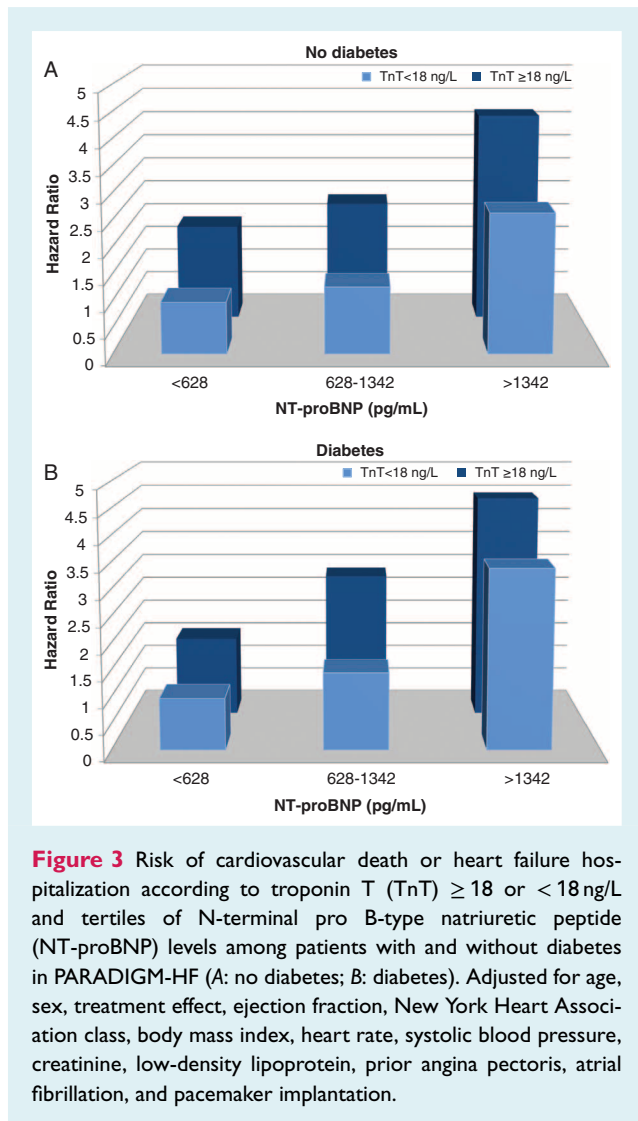 No diabetes
A
TnT<18 ng/L TnT ≥18 ng/L
5
4.5
4
3.5
3
2.5
2
1.5
1
0.5
0
Hazard Ratio
<628 628-1342 >1342
NT-proBNP (pg/mL)
Diabetes
B
TnT<18 ng/L TnT ≥18 ng/L
5
4.5
4
3.5
3
2.5
2
1.5
1
0.5
0
Hazard Ratio
<628 628-1342 >1342
NT-proBNP (pg/mL)
Figure 3 Risk of cardiovascular death or heart failure hos-
pitalization according to troponin T (TnT) ≥ 18 or < 18 ng/L
and tertiles of N-terminal pro B-type natriuretic peptide
(NT-proBNP) levels among patients with and without diabetes
in PARADIGM-HF (A: no diabetes; B: diabetes). Adjusted for age,
sex, treatment effect, ejection fraction, New York Heart Associ-
ation class, body mass index, heart rate, systolic blood pressure,
creatinine, low-density lipoprotein, prior angina pectoris, atrial
fibrillation, and pacemaker implantation.